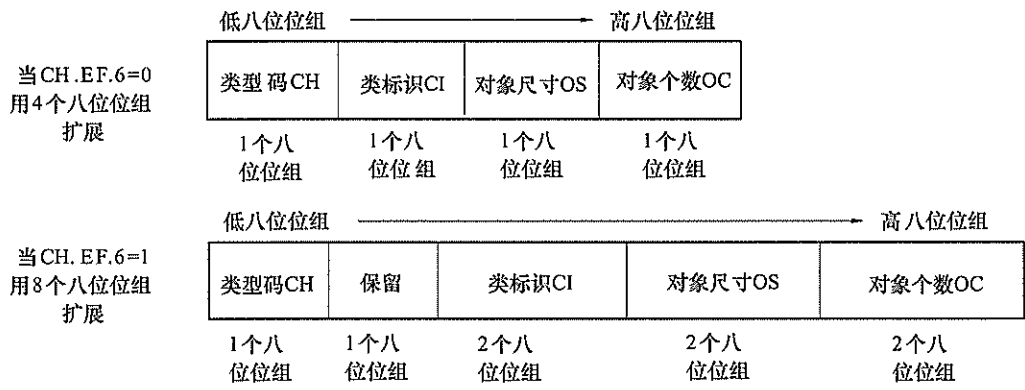 低八位位组 高八位位组
当CH.EF.6=0
用4个八位位组
扩展
类型码CH 类标识CI 对象尺寸OS 对象个数OC
1个八 1个八 1个八 1个八
位位组 位位组 位位组 位位组
低八位位组 高八位位组
当CH.EF.6=1
用8个八位位组
扩展
类型码CH 保留 类标识CI 对象尺寸OS 对象个数OC
1个八 1个八 2个八 2个八 2个八
位位组 位位组 位位组 位位组 位位组